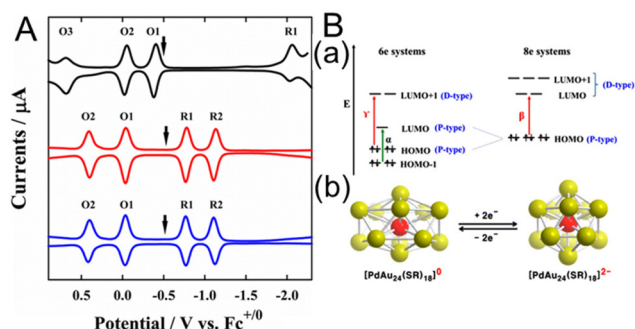 A
O3
O2
O1
R1
O2
O1
R1
R2
O2
O1
R1
R2
Currents / μA
0.5
0.0
-0.5
-1.0
-1.5
-2.0
Potential / V vs. Fc+/0
B
(a)
6e systems
8e systems
E
LUMO+1 (D-type)
LUMO (P-type)
HOMO (P-type)
HOMO-1
γ
α
LUMO+1
LUMO
(D-type)
β
HOMO (P-type)
(b)
+ 2e−
− 2e−
[PdAu24(SR)18]0
[PdAu24(SR)18]2−